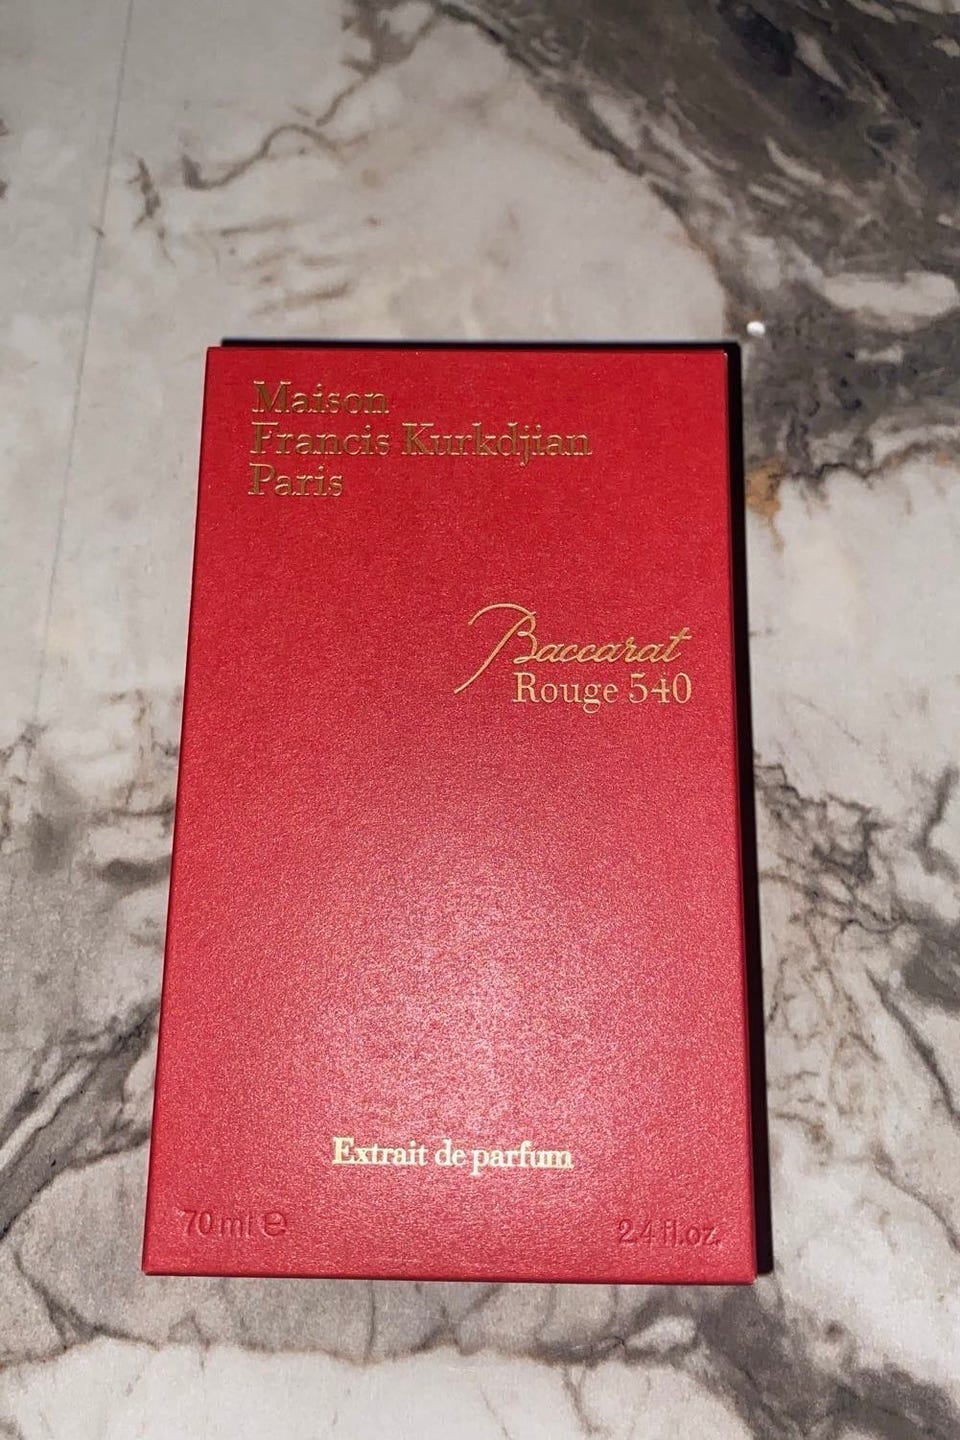 Maison
Francis Kurkdjian
Paris
Baccarat
Rouge 540
Extrait de parfum
70 ml ℮
2.4 fl.oz.